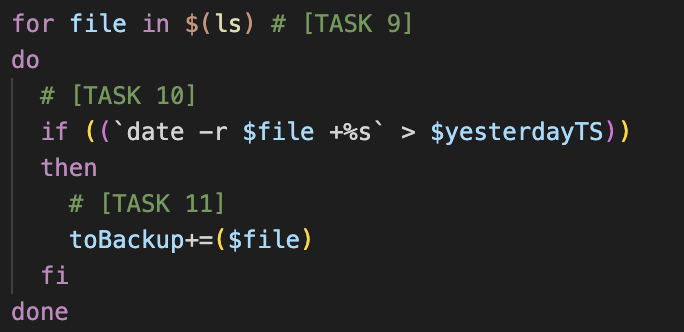 for file in $(ls) # [TASK 9]
do
  # [TASK 10]
  if ((`date -r $file +%s` > $yesterdayTS))
  then
    # [TASK 11]
    toBackup+=($file)
  fi
done